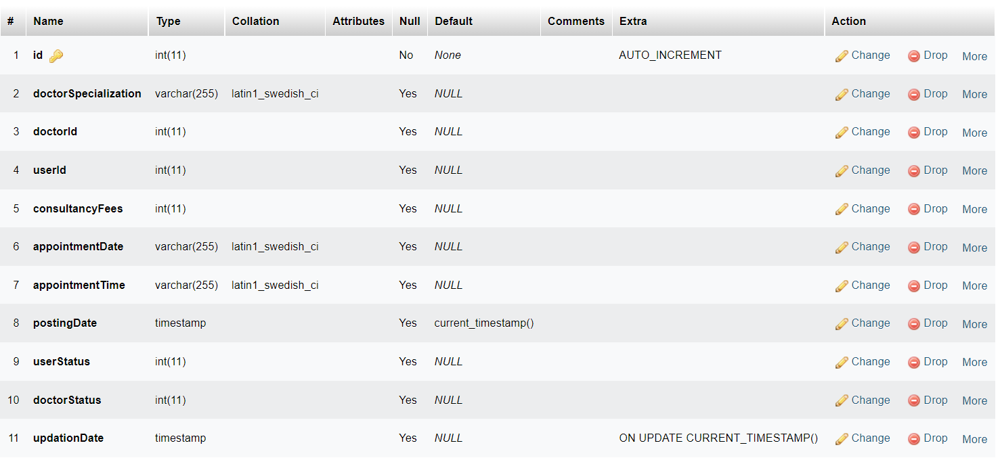 # Name Type Collation Attributes Null Default Comments Extra Action
1 id int(11) No None AUTO_INCREMENT Change Drop More
2 doctorSpecialization varchar(255) latin1_swedish_ci Yes NULL Change Drop More
3 doctorId int(11) Yes NULL Change Drop More
4 userId int(11) Yes NULL Change Drop More
5 consultancyFees int(11) Yes NULL Change Drop More
6 appointmentDate varchar(255) latin1_swedish_ci Yes NULL Change Drop More
7 appointmentTime varchar(255) latin1_swedish_ci Yes NULL Change Drop More
8 postingDate timestamp Yes current_timestamp() Change Drop More
9 userStatus int(11) Yes NULL Change Drop More
10 doctorStatus int(11) Yes NULL Change Drop More
11 updationDate timestamp Yes NULL ON UPDATE CURRENT_TIMESTAMP() Change Drop More